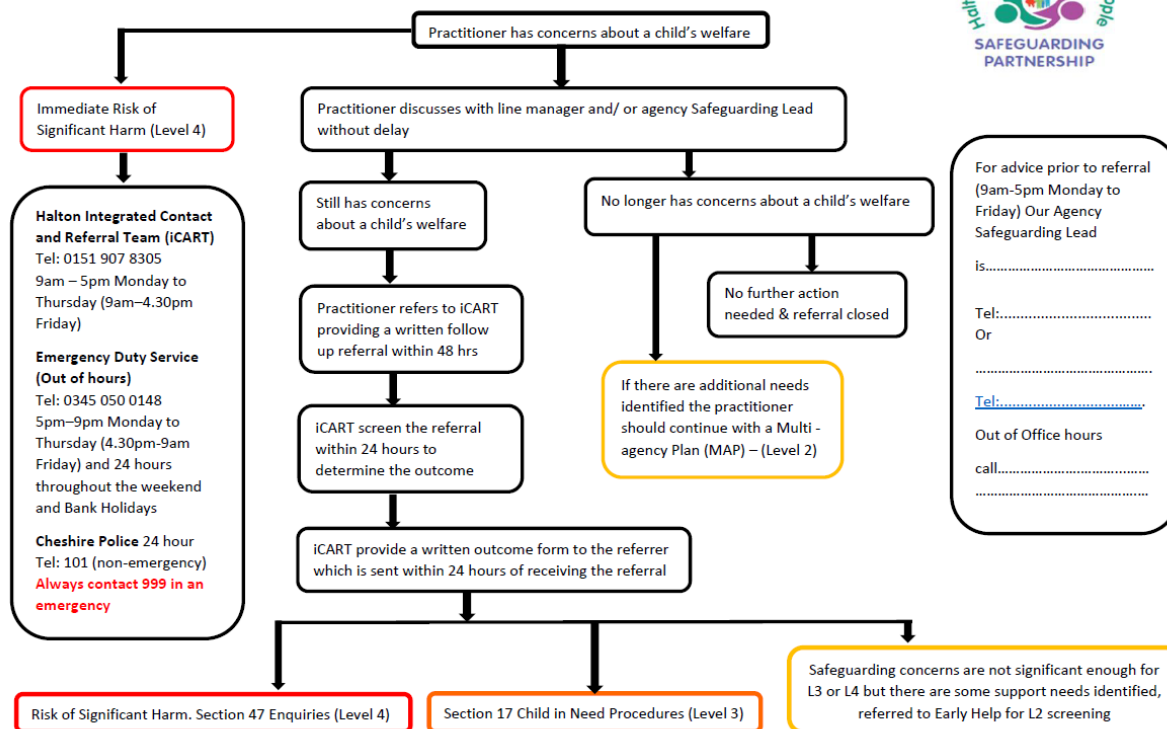 Halt
ople
SAFEGUARDING
PARTNERSHIP
Practitioner has concerns about a child's welfare
Immediate Risk of
Significant Harm (Level 4)
Practitioner discusses with line manager and/ or agency Safeguarding Lead
without delay
Halton Integrated Contact
and Referral Team (iCART)
Tel: 0151 907 8305
9am – 5pm Monday to
Thursday (9am–4.30pm
Friday)
Emergency Duty Service
(Out of hours)
Tel: 0345 050 0148
5pm–9pm Monday to
Thursday (4.30pm-9am
Friday) and 24 hours
throughout the weekend
and Bank Holidays
Cheshire Police 24 hour
Tel: 101 (non-emergency)
Always contact 999 in an
emergency
Still has concerns
about a child's welfare
No longer has concerns about a child's welfare
Practitioner refers to iCART
providing a written follow
up referral within 48 hrs
No further action
needed & referral closed
iCART screen the referral
within 24 hours to
determine the outcome
If there are additional needs
identified the practitioner
should continue with a Multi -
agency Plan (MAP) – (Level 2)
iCART provide a written outcome form to the referrer
which is sent within 24 hours of receiving the referral
For advice prior to referral
(9am-5pm Monday to
Friday) Our Agency
Safeguarding Lead
is……………………………………………
Tel:......................................
Or
…………………………………………….
Tel:....................................
Out of Office hours
call……………………………………
……………………………………………
Risk of Significant Harm. Section 47 Enquiries (Level 4)
Section 17 Child in Need Procedures (Level 3)
Safeguarding concerns are not significant enough for
L3 or L4 but there are some support needs identified,
referred to Early Help for L2 screening